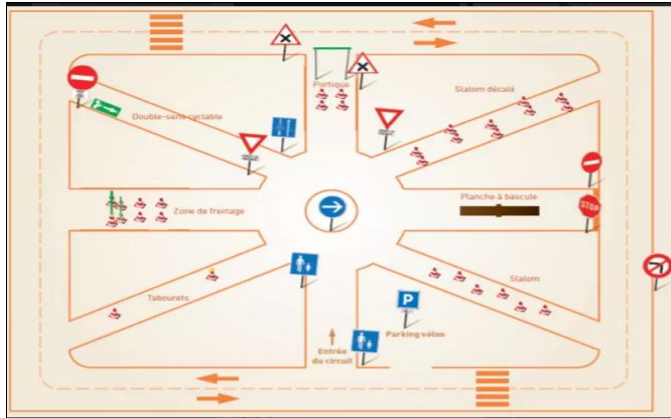 Portique
Slalom décalé
Double-sens cyclable
Planche à bascule
STOP
Zone de freinage
Slalom
Tabourets
P
Parking vélos
Entrée
du circuit